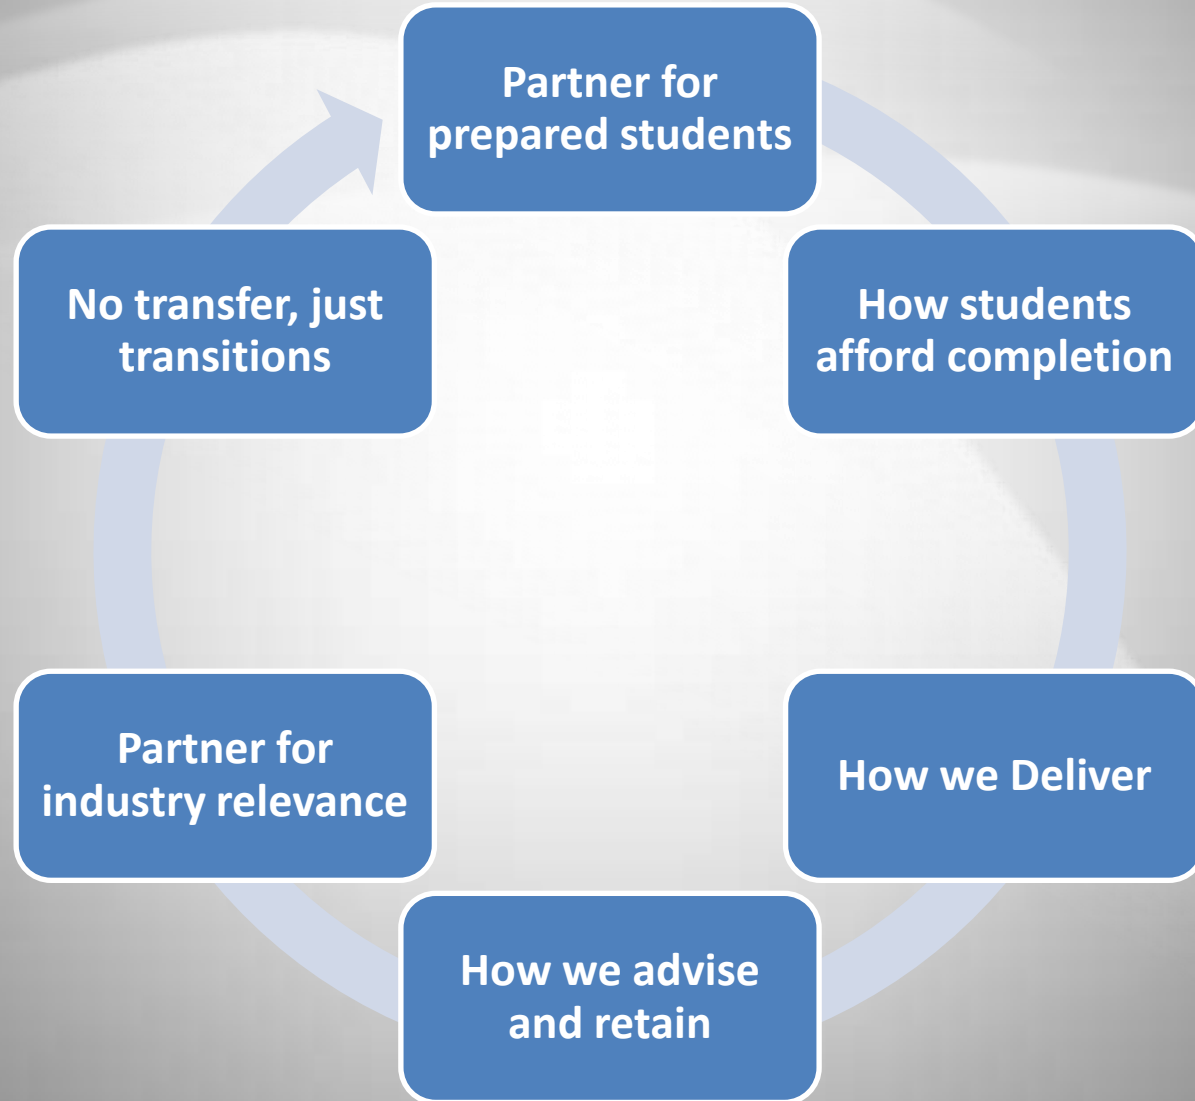 Partner for
prepared students
How students
afford completion
How we Deliver
How we advise
and retain
Partner for
industry relevance
No transfer, just
transitions